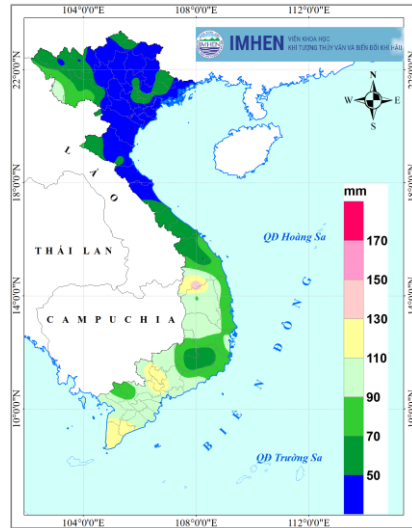 104°0'0"E 108°0'0"E 112°0'0"E
IMHEN
VIỆN KHOA HỌC
KHÍ TƯỢNG THỦY VĂN VÀ BIẾN ĐỔI KHÍ HẬU
22°0'0"N
N
W E
S
LÀO
18°0'0"N
QĐ Hoàng Sa
THÁI LAN
14°0'0"N
CAMPUCHIA
BIỂN ĐÔNG
10°0'0"N
QĐ Trường Sa
mm
170
150
130
110
90
70
50
104°0'0"E 108°0'0"E 112°0'0"E